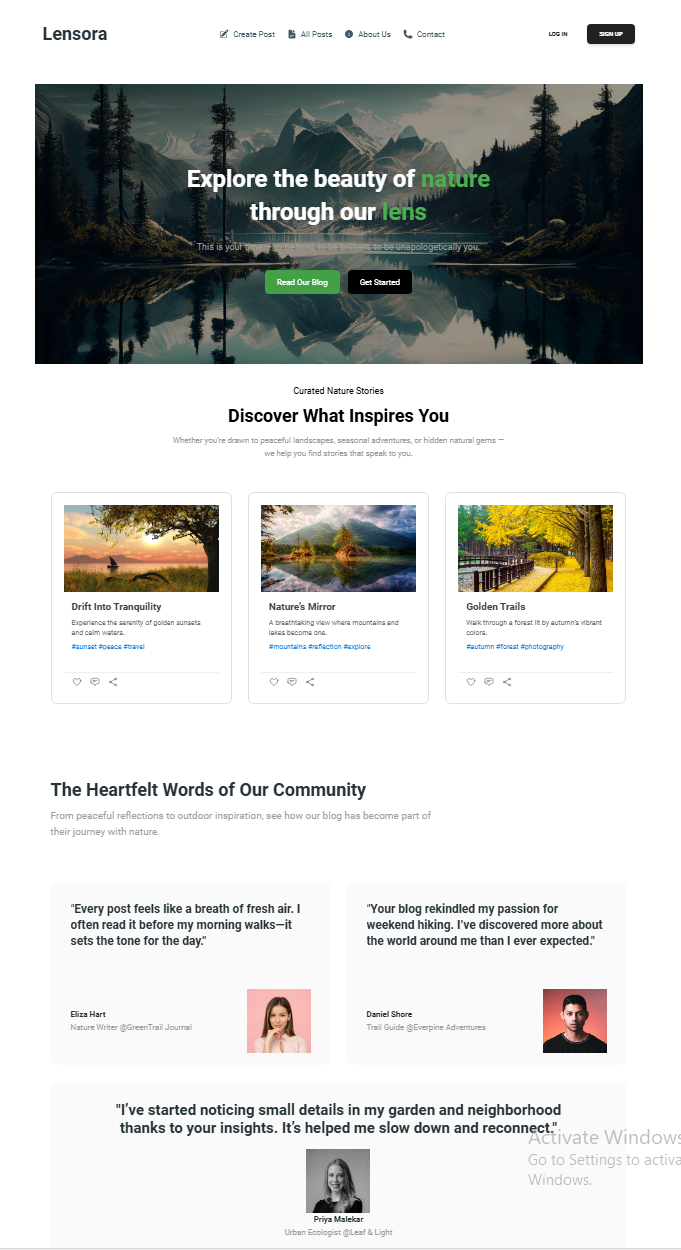 Lensora
Create Post
All Posts
About Us
Contact
LOG IN
SIGN UP
Explore the beauty of nature
through our lens
This is your time — to be bold, to be brilliant, to be unapologetically you.
Read Our Blog
Get Started
Curated Nature Stories
Discover What Inspires You
Whether you're drawn to peaceful landscapes, seasonal adventures, or hidden natural gems —
we help you find stories that speak to you.
Drift Into Tranquility
Experience the serenity of golden sunsets
and calm waters.
#sunset #peace #travel
Nature's Mirror
A breathtaking view where mountains and
lakes become one.
#mountains #reflection #explore
Golden Trails
Walk through a forest lit by autumn's vibrant
colors.
#autumn #forest #photography
The Heartfelt Words of Our Community
From peaceful reflections to outdoor inspiration, see how our blog has become part of
their journey with nature.
"Every post feels like a breath of fresh air. I
often read it before my morning walks—it
sets the tone for the day."
Eliza Hart
Nature Writer @GreenTrail Journal
"Your blog rekindled my passion for
weekend hiking. I've discovered more about
the world around me than I ever expected."
Daniel Shore
Trail Guide @Everpine Adventures
"I've started noticing small details in my garden and neighborhood
thanks to your insights. It's helped me slow down and reconnect."
Priya Malekar
Urban Ecologist @Leaf & Light
Activate Windows
Go to Settings to activa
Windows.